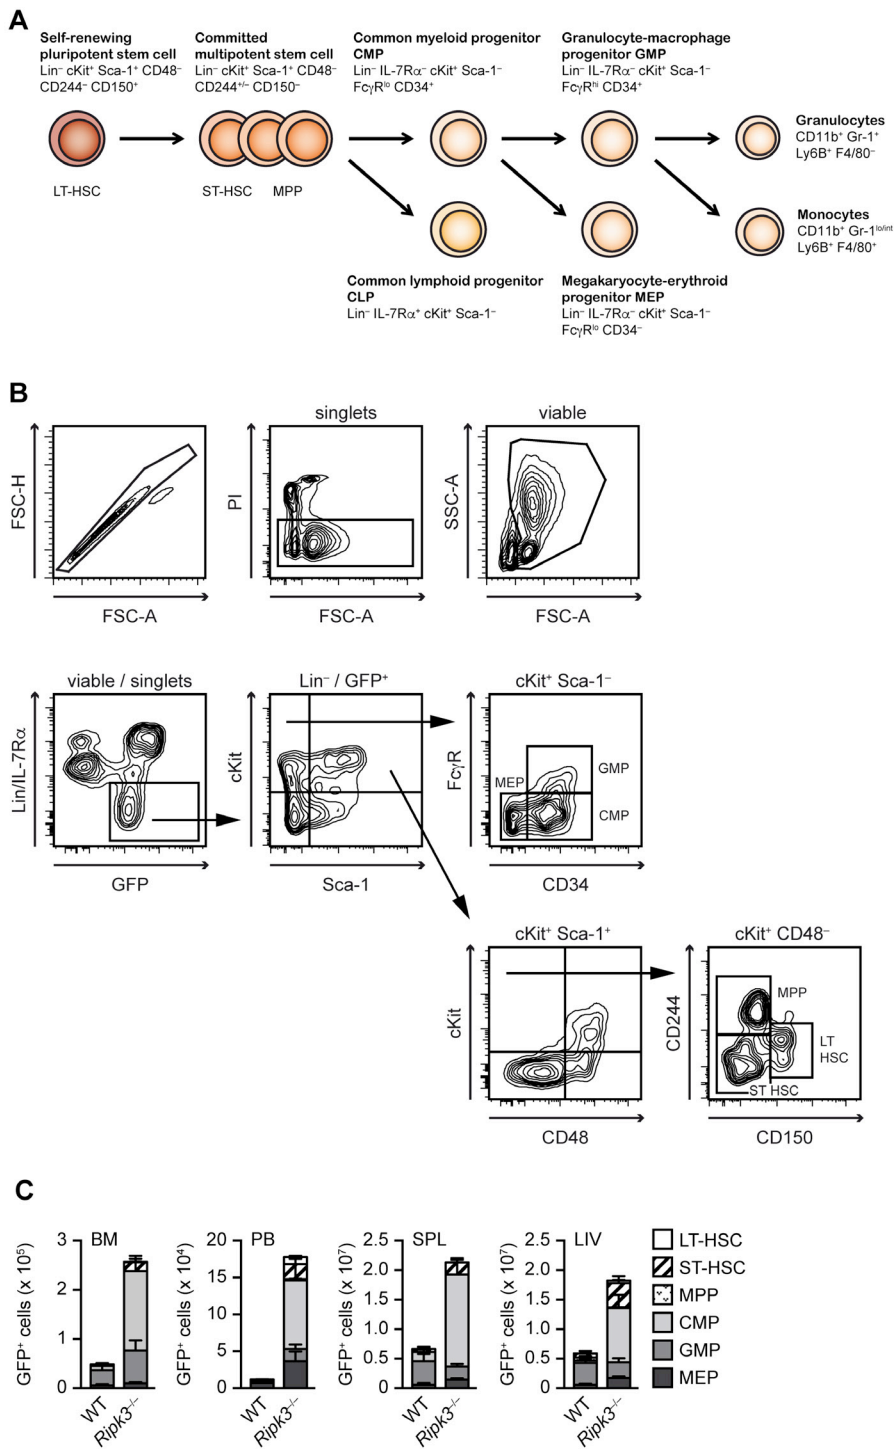 A
Self-renewing
pluripotent stem cell
Lin⁻ cKit⁺ Sca-1⁺ CD48⁻
CD244⁻ CD150⁺
Committed
multipotent stem cell
Lin⁻ cKit⁺ Sca-1⁺ CD48⁻
CD244⁺/⁻ CD150⁻
Common myeloid progenitor
CMP
Lin⁻ IL-7Rα⁻ cKit⁺ Sca-1⁻
FcγRˡᵒ CD34⁺
Granulocyte-macrophage
progenitor GMP
Lin⁻ IL-7Rα⁻ cKit⁺ Sca-1⁻
FcγRʰⁱ CD34⁺
Granulocytes
CD11b⁺ Gr-1⁺
Ly6B⁺ F4/80⁻
LT-HSC
ST-HSC
MPP
Monocytes
CD11b⁺ Gr-1ˡᵒ/ⁱⁿᵗ
Ly6B⁺ F4/80⁺
Common lymphoid progenitor
CLP
Lin⁻ IL-7Rα⁺ cKit⁺ Sca-1⁻
Megakaryocyte-erythroid
progenitor MEP
Lin⁻ IL-7Rα⁻ cKit⁺ Sca-1⁻
FcγRˡᵒ CD34⁻
B
FSC-H
FSC-A
singlets
PI
FSC-A
viable
SSC-A
FSC-A
viable / singlets
Lin/IL-7Rα
GFP
Lin⁻ / GFP⁺
cKit
Sca-1
cKit⁺ Sca-1⁻
FcγR
MEP
GMP
CMP
CD34
cKit⁺ Sca-1⁺
cKit
CD48
cKit⁺ CD48⁻
CD244
MPP
LT
HSC
ST HSC
CD150
C
BM
GFP⁺ cells (x 10⁵)
3
2
1
0
WT
Ripk3⁻/⁻
PB
GFP⁺ cells (x 10⁴)
20
15
10
5
0
WT
Ripk3⁻/⁻
SPL
GFP⁺ cells (x 10⁷)
2.5
2.0
1.5
1.0
0.5
0
WT
Ripk3⁻/⁻
LIV
GFP⁺ cells (x 10⁷)
2.5
2.0
1.5
1.0
0.5
0
WT
Ripk3⁻/⁻
LT-HSC
ST-HSC
MPP
CMP
GMP
MEP